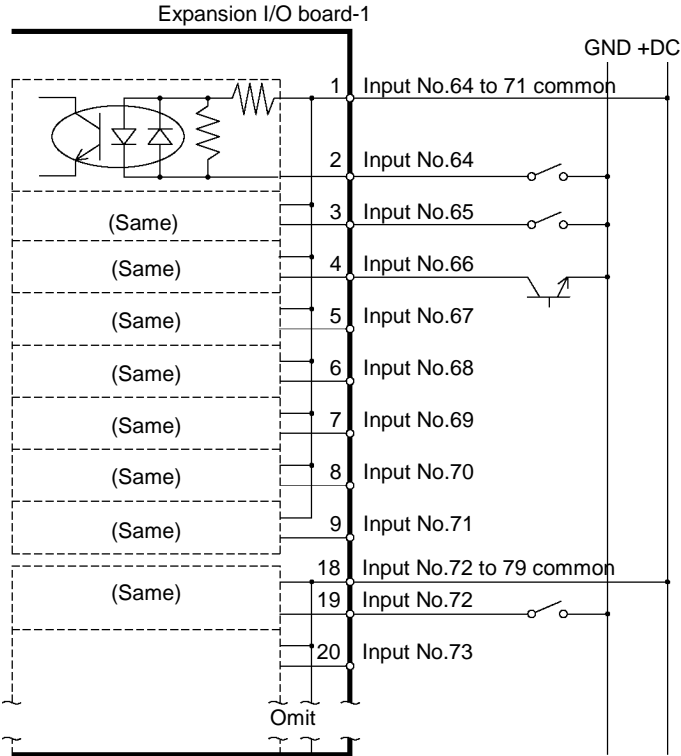 Expansion I/O board-1
GND +DC
1 Input No.64 to 71 common
2 Input No.64
(Same) 3 Input No.65
(Same) 4 Input No.66
(Same) 5 Input No.67
(Same) 6 Input No.68
(Same) 7 Input No.69
(Same) 8 Input No.70
(Same) 9 Input No.71
18 Input No.72 to 79 common
(Same) 19 Input No.72
20 Input No.73
Omit